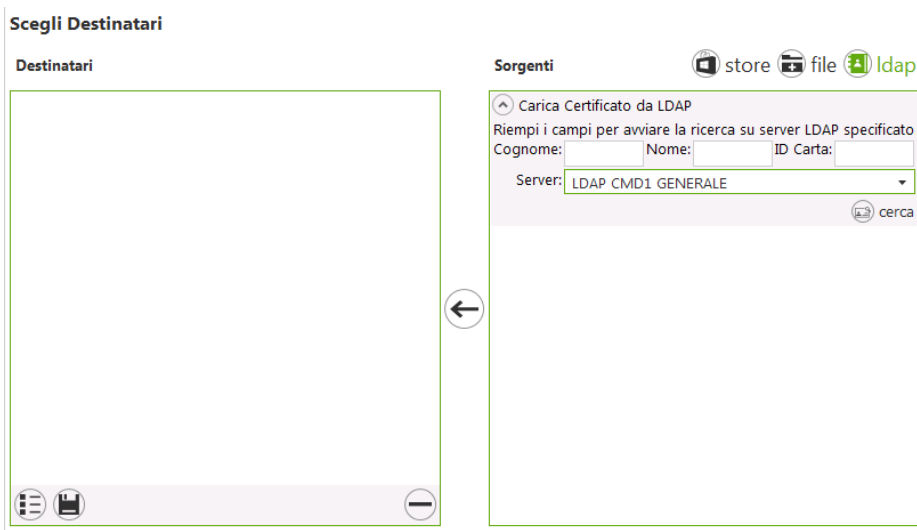 Scegli Destinatari
Destinatari
Sorgenti
store file ldap
Carica Certificato da LDAP
Riempi i campi per avviare la ricerca su server LDAP specificato
Cognome: Nome: ID Carta:
Server: LDAP CMD1 GENERALE
cerca